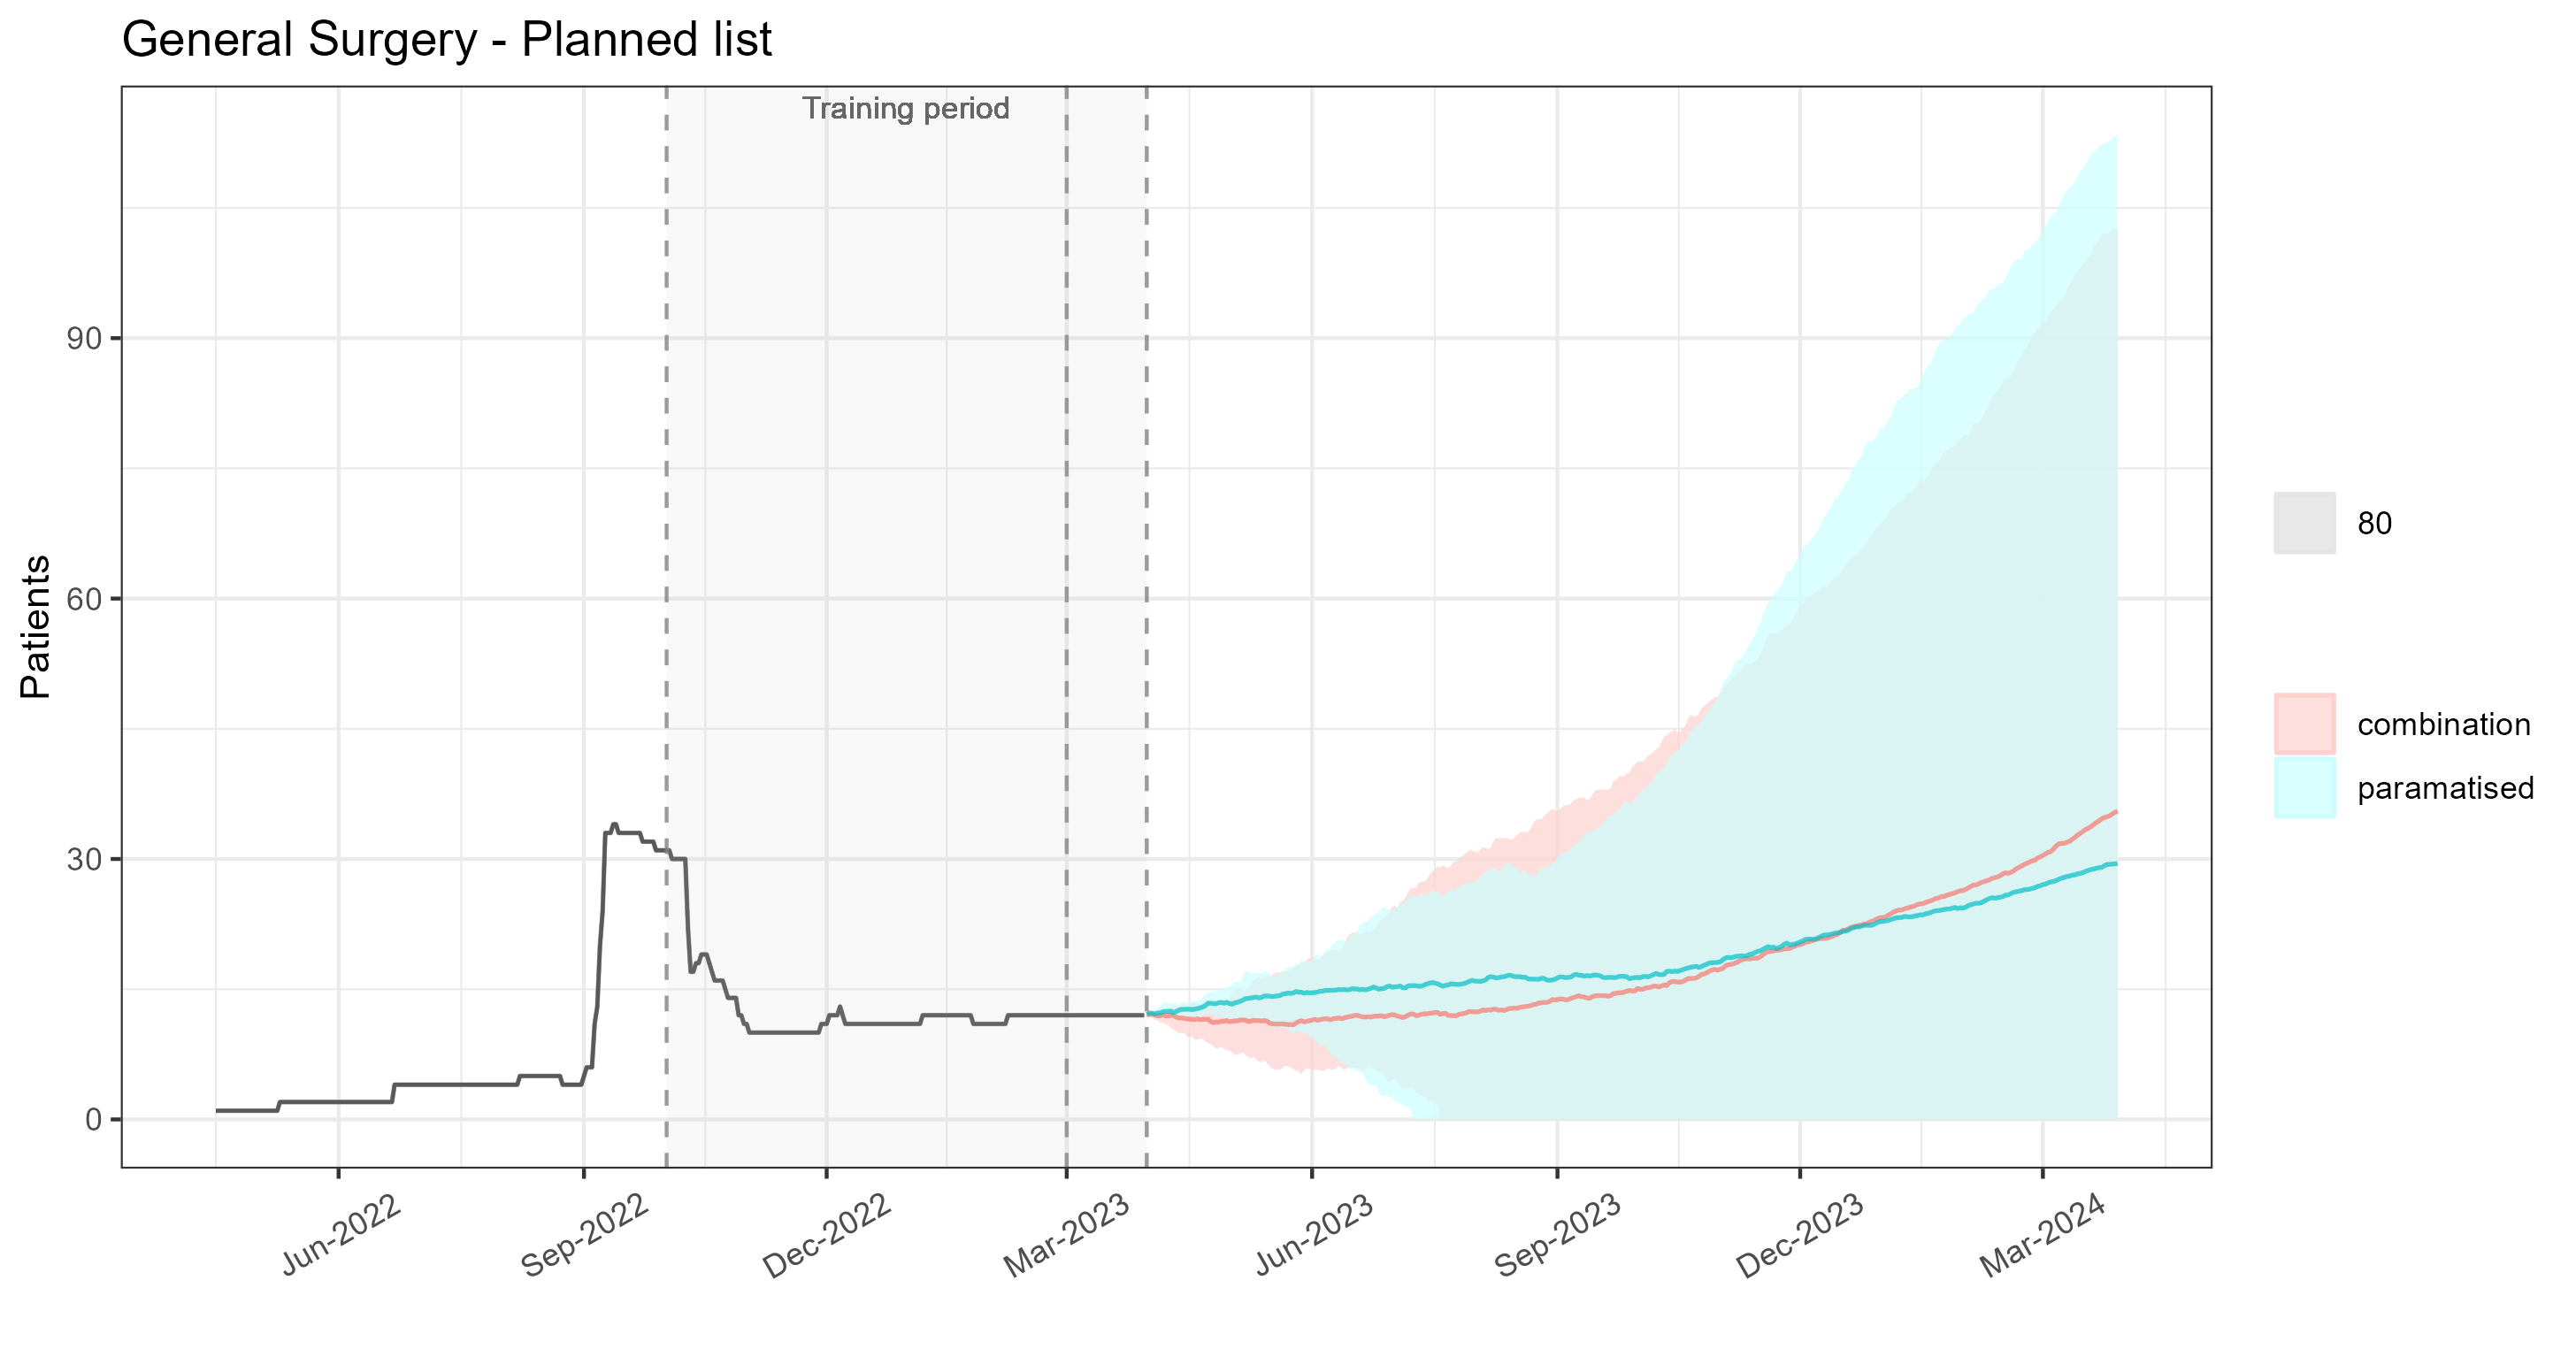 General Surgery - Planned list
Training period
Patients
90
60
30
0
Jun-2022
Sep-2022
Dec-2022
Mar-2023
Jun-2023
Sep-2023
Dec-2023
Mar-2024
80
combination
paramatised